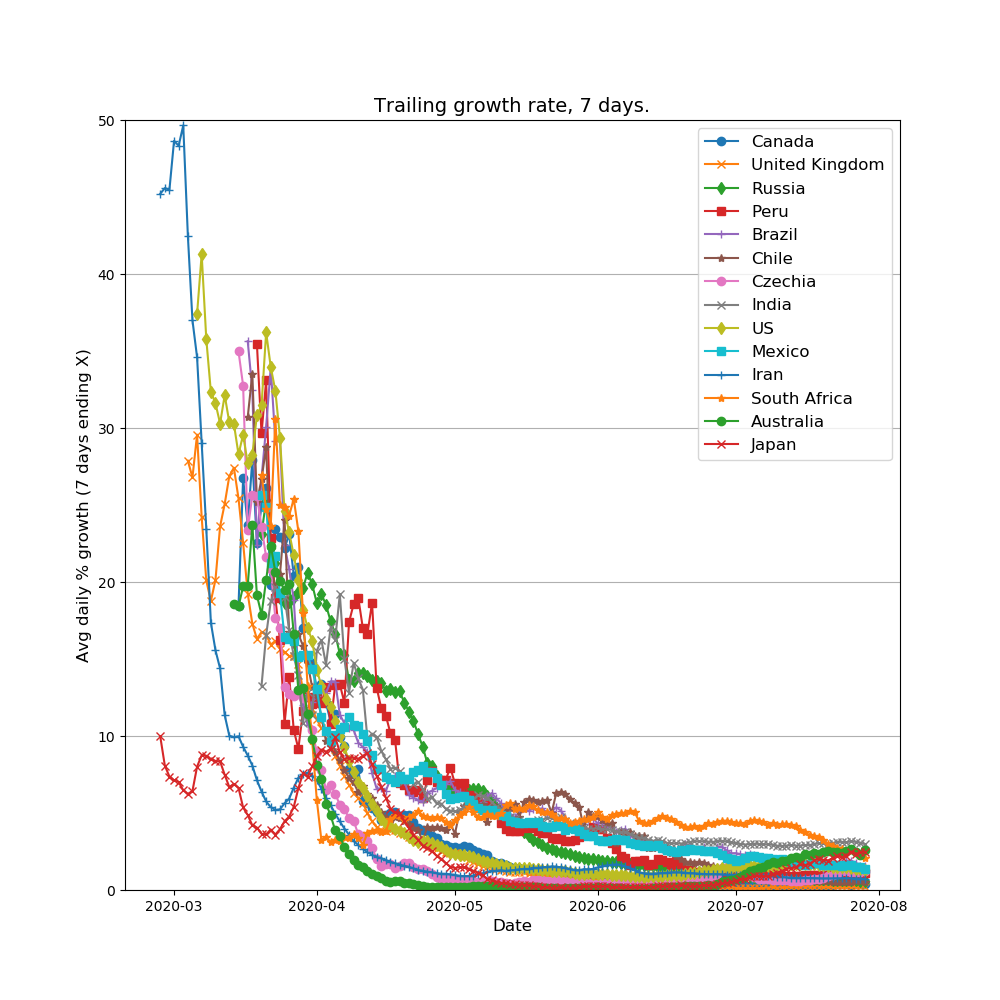 Trailing growth rate, 7 days.
Avg daily % growth (7 days ending X)
50
40
30
20
10
0
Canada
United Kingdom
Russia
Peru
Brazil
Chile
Czechia
India
US
Mexico
Iran
South Africa
Australia
Japan
2020-03 2020-04 2020-05 2020-06 2020-07 2020-08
Date